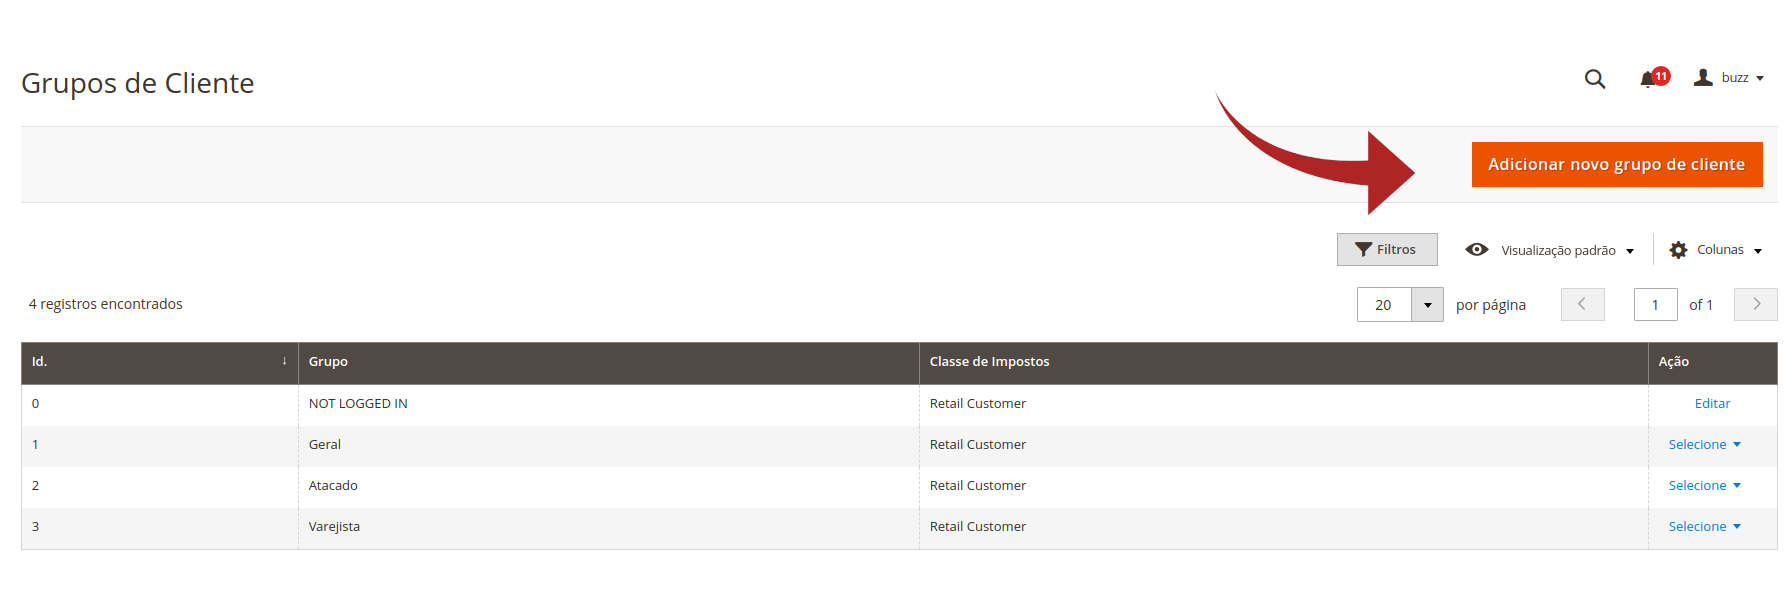 Grupos de Cliente
11
buzz
Adicionar novo grupo de cliente
Filtros
Visualização padrão
Colunas
4 registros encontrados
20
por página
1
of 1
Id. ↓ Grupo Classe de Impostos Ação
0 NOT LOGGED IN Retail Customer Editar
1 Geral Retail Customer Selecione
2 Atacado Retail Customer Selecione
3 Varejista Retail Customer Selecione